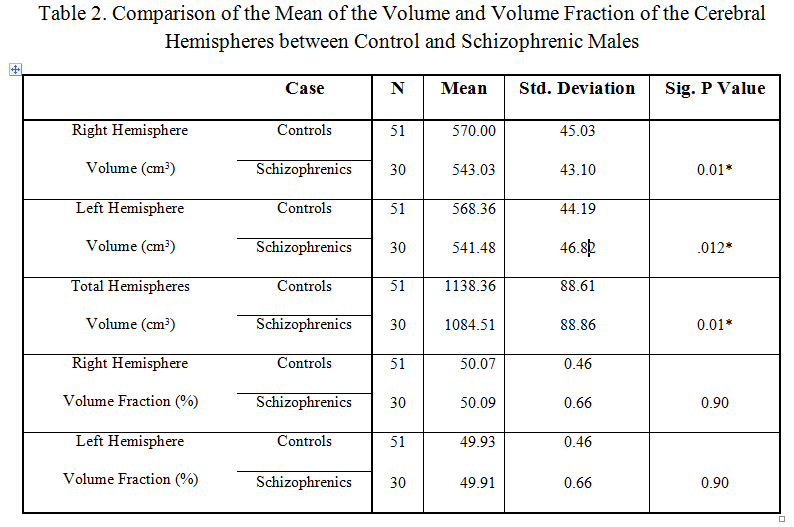 Table 2. Comparison of the Mean of the Volume and Volume Fraction of the Cerebral
Hemispheres between Control and Schizophrenic Males
Case N Mean Std. Deviation Sig. P Value
Right Hemisphere Controls 51 570.00 45.03
Volume (cm³) Schizophrenics 30 543.03 43.10 0.01*
Left Hemisphere Controls 51 568.36 44.19
Volume (cm³) Schizophrenics 30 541.48 46.82 .012*
Total Hemispheres Controls 51 1138.36 88.61
Volume (cm³) Schizophrenics 30 1084.51 88.86 0.01*
Right Hemisphere Controls 51 50.07 0.46
Volume Fraction (%) Schizophrenics 30 50.09 0.66 0.90
Left Hemisphere Controls 51 49.93 0.46
Volume Fraction (%) Schizophrenics 30 49.91 0.66 0.90